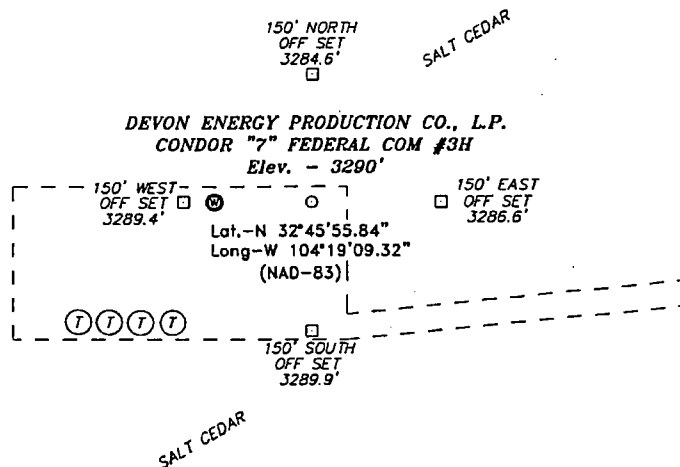 150' NORTH
OFF SET
3284.6'
SALT CEDAR
DEVON ENERGY PRODUCTION CO., L.P.
CONDOR "7" FEDERAL COM #3H
Elev. - 3290'
150' WEST
OFF SET
3289.4'
W
150' EAST
OFF SET
3286.6'
Lat.-N 32°45'55.84"
Long-W 104°19'09.32"
(NAD-83)
T T T T
150' SOUTH
OFF SET
3289.9'
SALT CEDAR